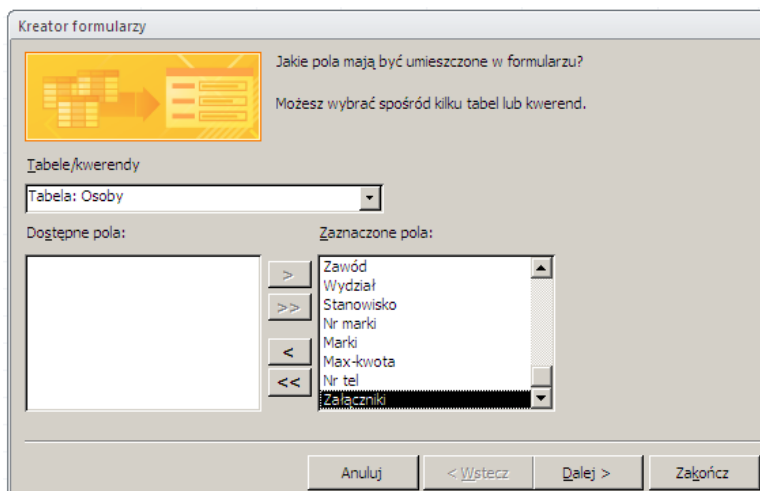 Kreator formularzy
Jakie pola mają być umieszczone w formularzu?
Możesz wybrać spośród kilku tabel lub kwerend.
Tabele/kwerendy
Tabela: Osoby
Dostępne pola:
Zaznaczone pola:
>
>>
<
<<
Zawód
Wydział
Stanowisko
Nr marki
Marki
Max-kwota
Nr tel
Załączniki
Anuluj
< Wstecz
Dalej >
Zakończ